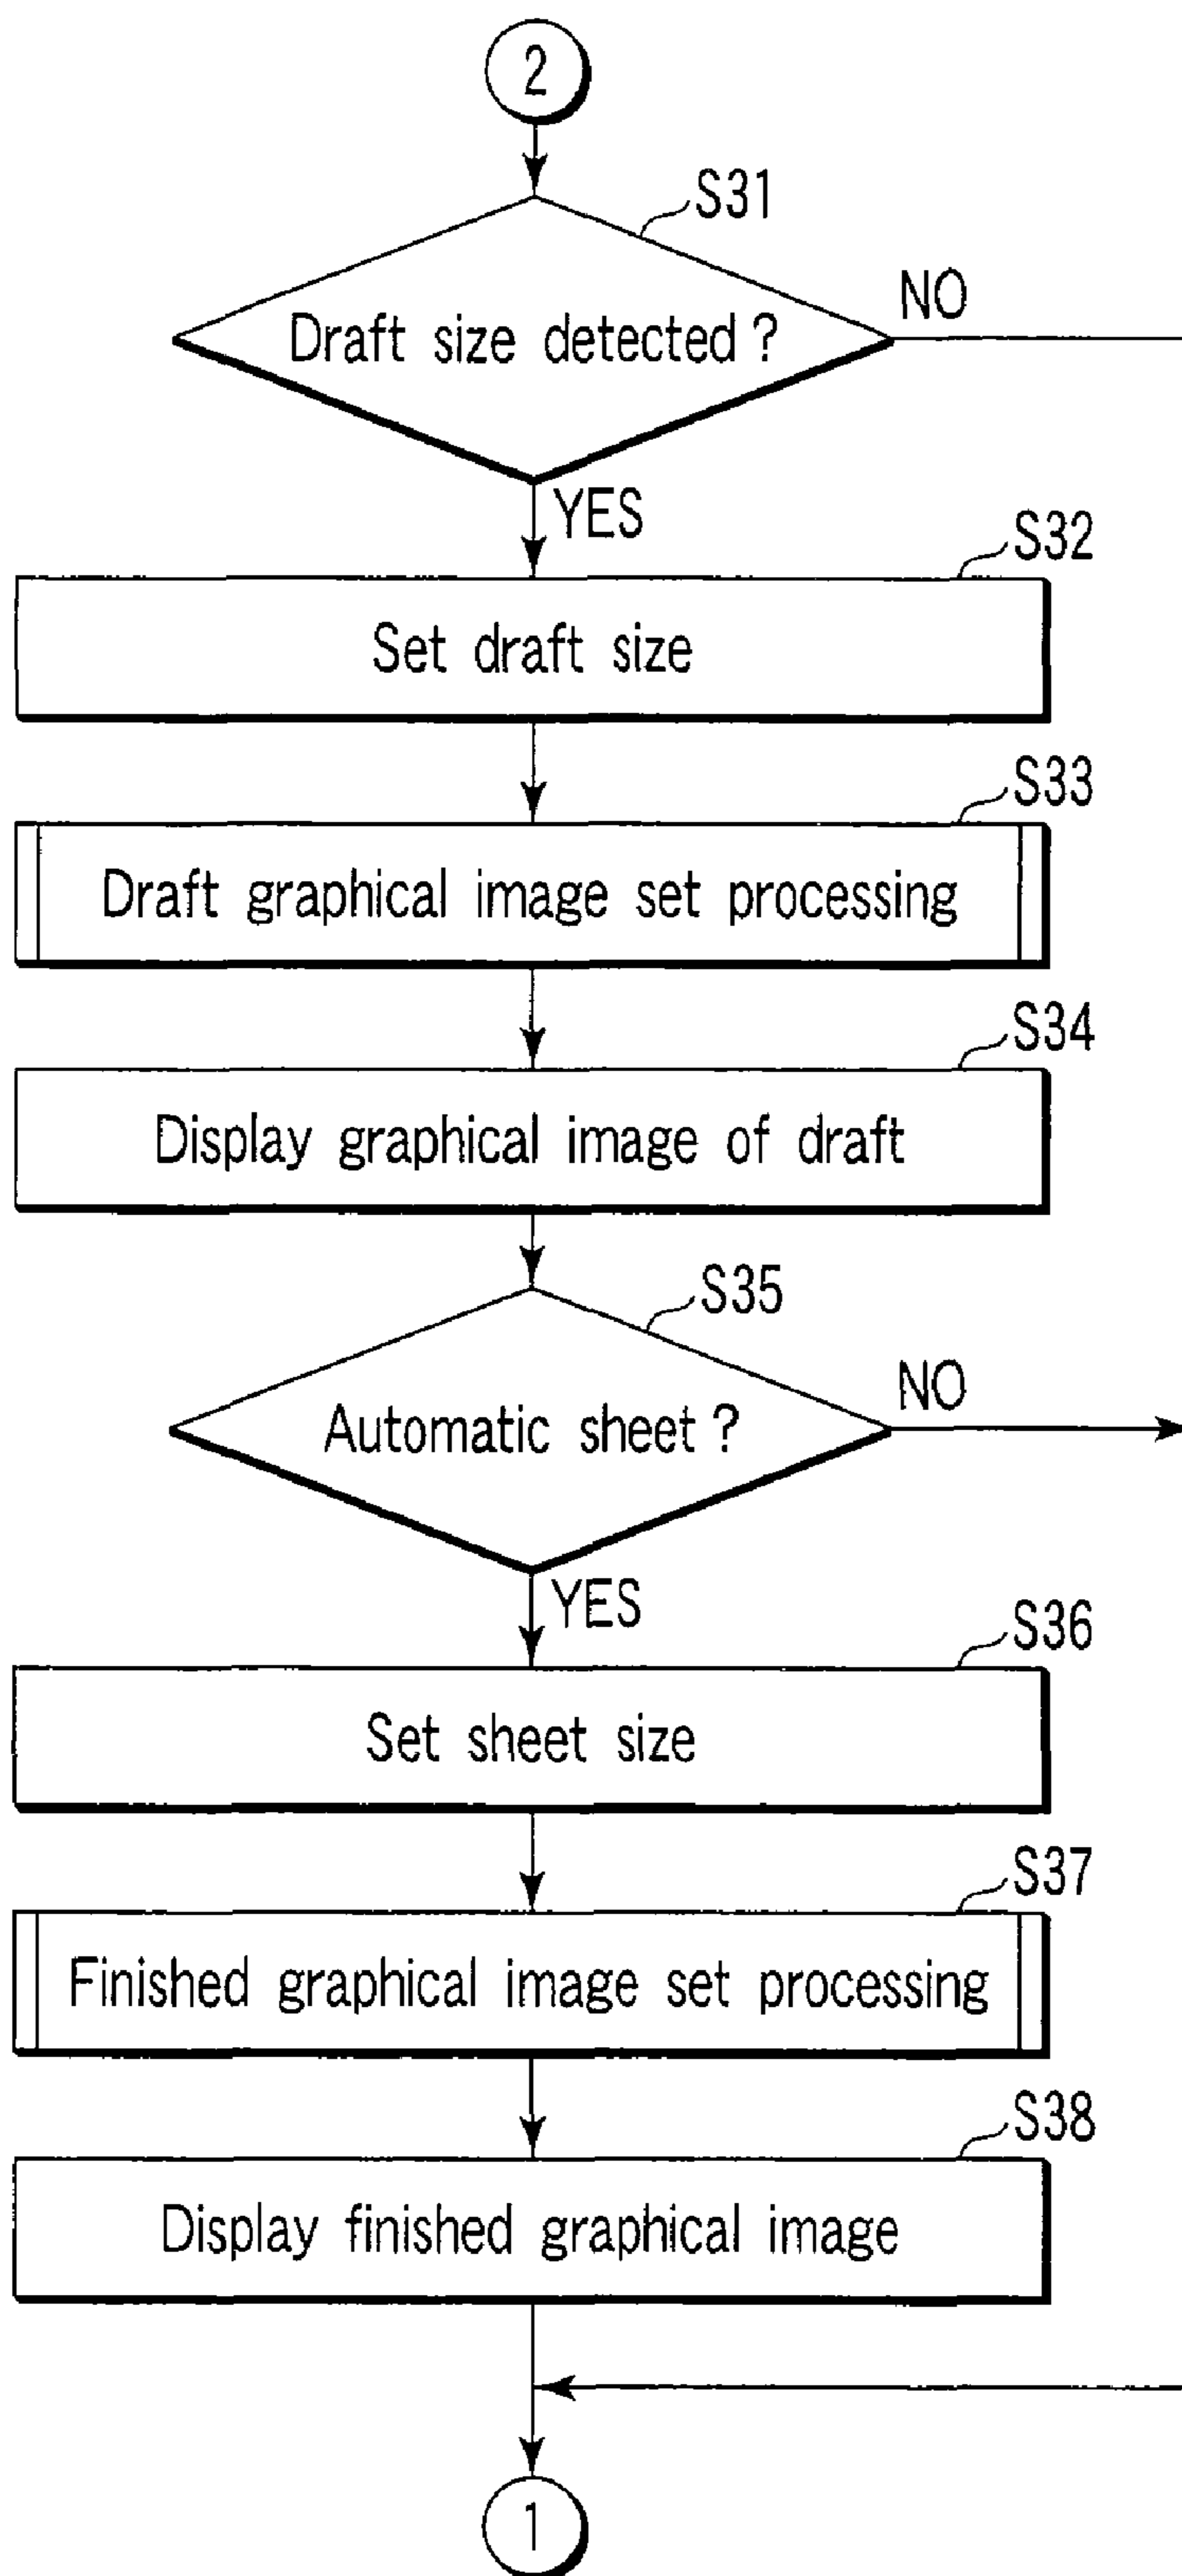 2
S31
Draft size detected ?
NO
YES
S32
Set draft size
S33
Draft graphical image set processing
S34
Display graphical image of draft
S35
Automatic sheet ?
NO
YES
S36
Set sheet size
S37
Finished graphical image set processing
S38
Display finished graphical image
1